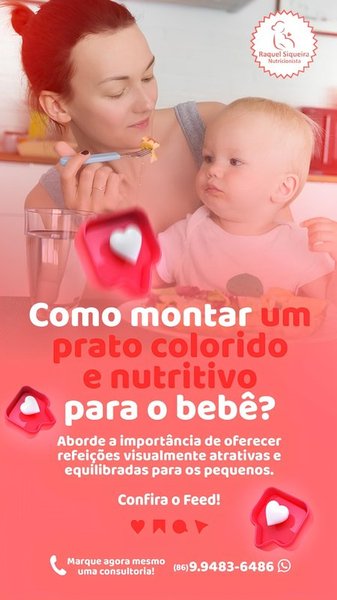 Raquel Siqueira
Nutricionista
Como montar um
prato colorido
e nutritivo
para o bebê?
Aborde a importância de oferecer
refeições visualmente atrativas e
equilibradas para os pequenos.
Confira o Feed!
Marque agora mesmo
uma consultoria!
(86)9.9483-6486